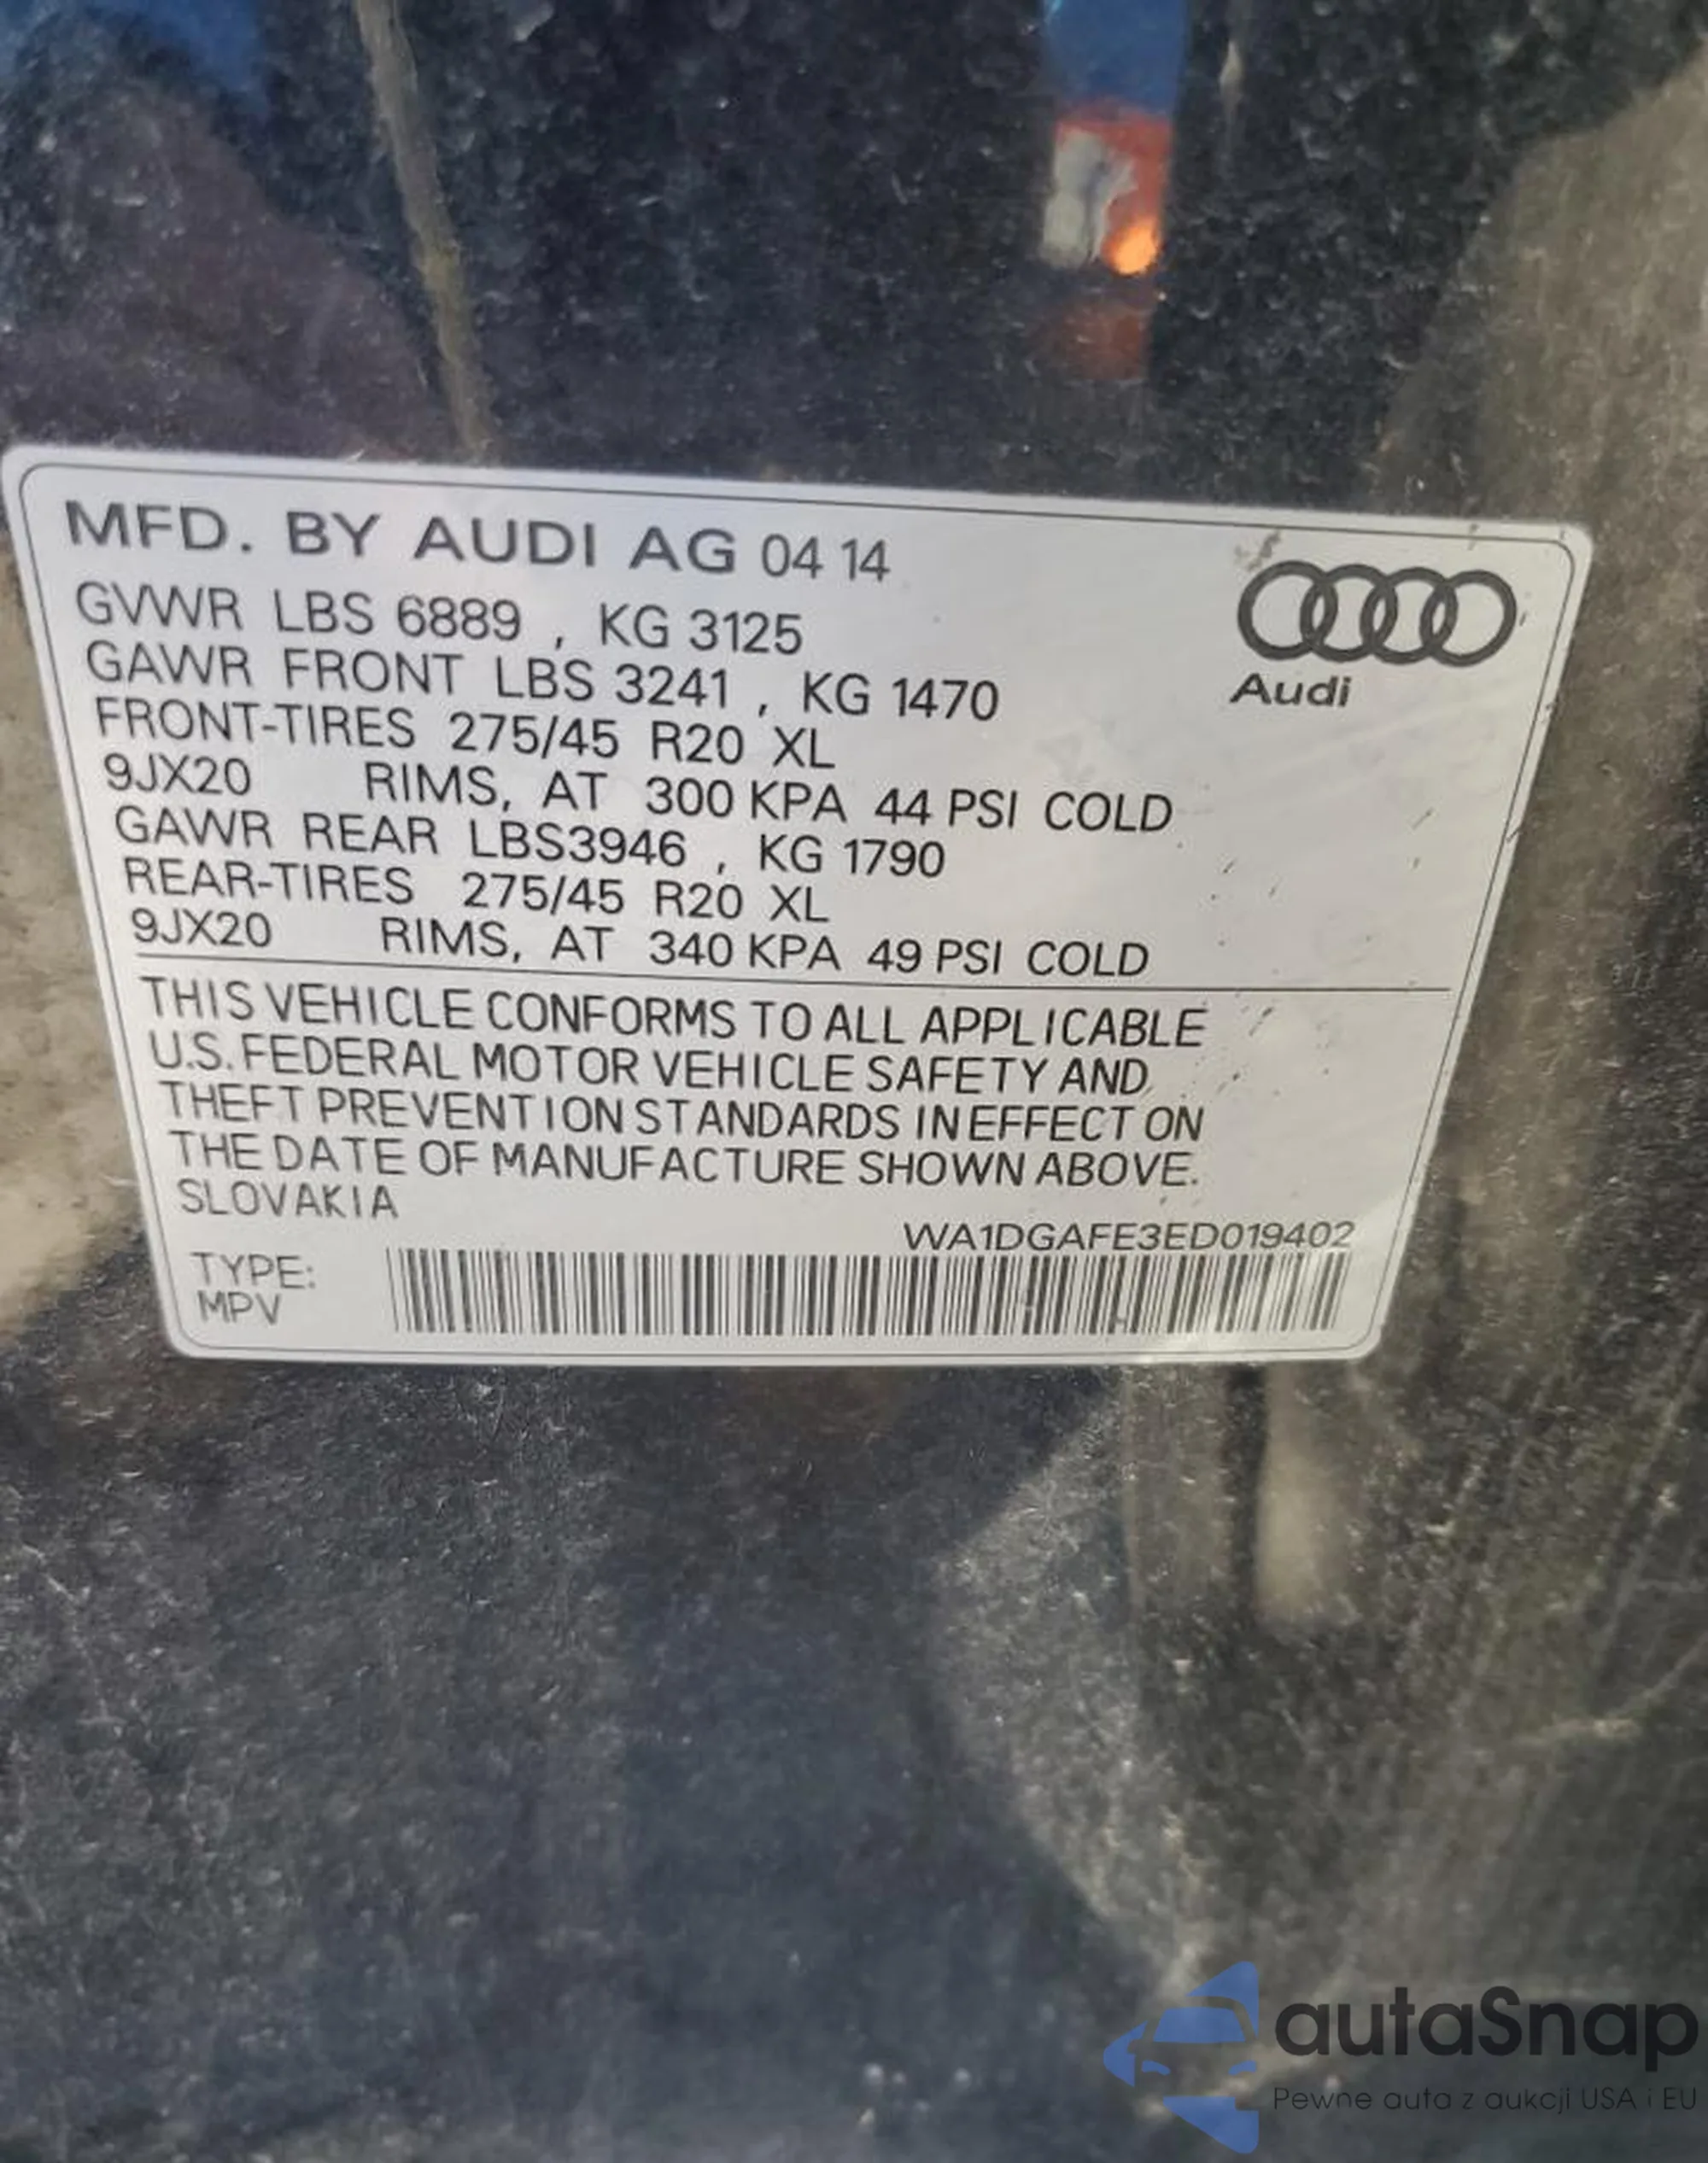 MFD. BY AUDI AG 04 14
GVWR LBS 6889 , KG 3125
GAWR FRONT LBS 3241 , KG 1470
FRONT-TIRES 275/45 R20 XL
9JX20 RIMS, AT 300 KPA 44 PSI COLD
GAWR REAR LBS3946 , KG 1790
REAR-TIRES 275/45 R20 XL
9JX20 RIMS, AT 340 KPA 49 PSI COLD
Audi
THIS VEHICLE CONFORMS TO ALL APPLICABLE
U.S. FEDERAL MOTOR VEHICLE SAFETY AND
THEFT PREVENTION STANDARDS IN EFFECT ON
THE DATE OF MANUFACTURE SHOWN ABOVE.
SLOVAKIA
WA1DGAFE3ED019402
TYPE:
MPV
autaSnap
Pewne auta z aukcji USA i EU